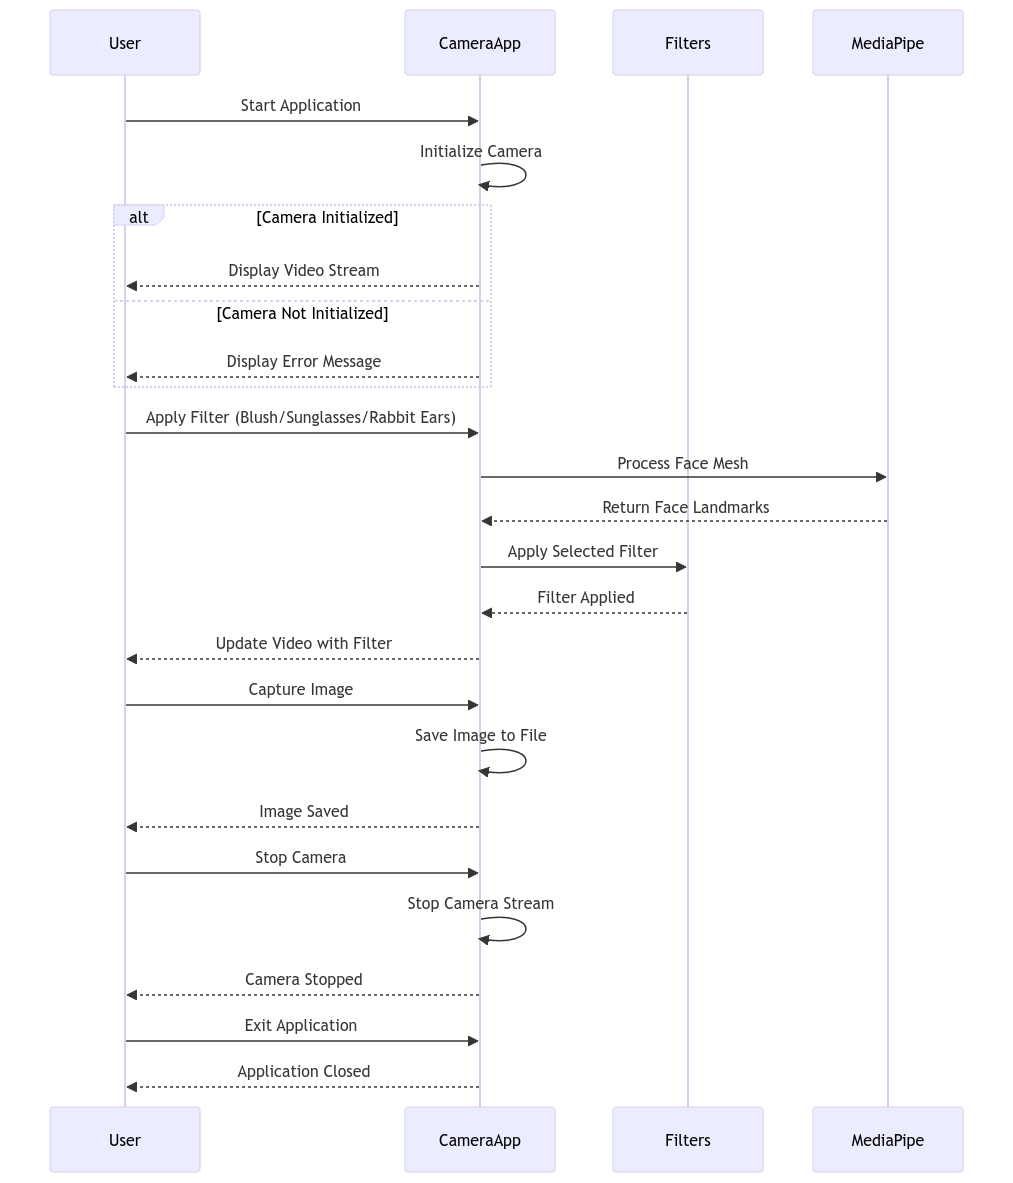 User
CameraApp
Filters
MediaPipe
Start Application
Initialize Camera
alt
[Camera Initialized]
Display Video Stream
[Camera Not Initialized]
Display Error Message
Apply Filter (Blush/Sunglasses/Rabbit Ears)
Process Face Mesh
Return Face Landmarks
Apply Selected Filter
Filter Applied
Update Video with Filter
Capture Image
Save Image to File
Image Saved
Stop Camera
Stop Camera Stream
Camera Stopped
Exit Application
Application Closed
User
CameraApp
Filters
MediaPipe